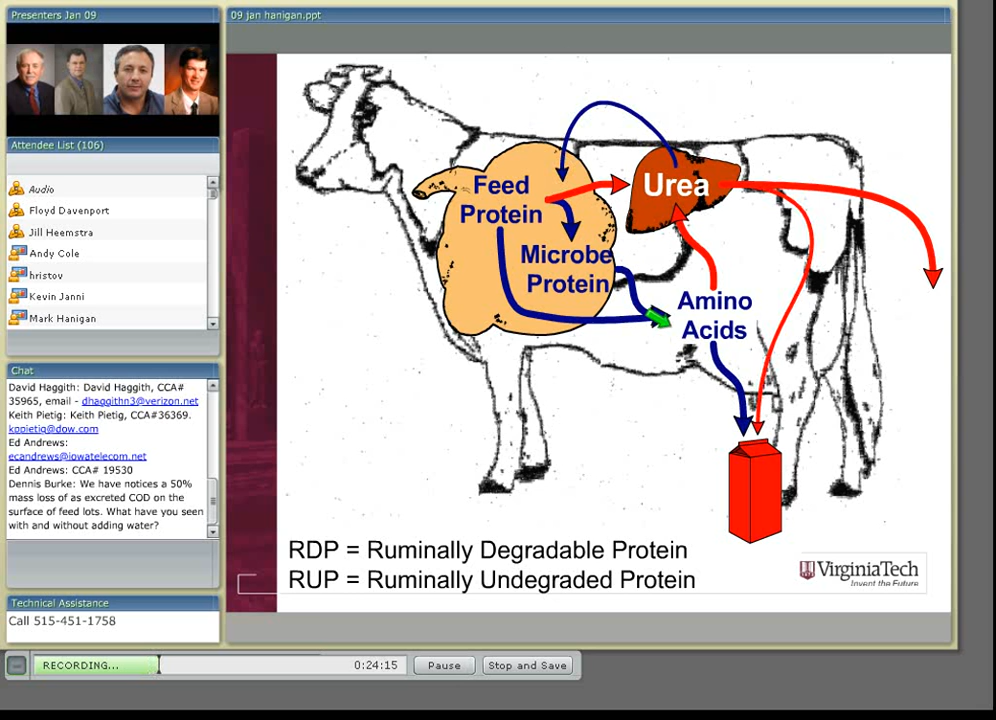 Presenters Jan 09
Attendee List (106)
Audio
Floyd Davenport
Jill Heemstra
Andy Cole
hristov
Kevin Janni
Mark Hanigan
Chat
David Haggith: David Haggith, CCA#
35965, email - dhaggithn3@verizon.net
Keith Pietig: Keith Pietig, CCA#36369.
kppietig@dow.com
Ed Andrews:
ecandrews@iowatelecom.net
Ed Andrews: CCA# 19530
Dennis Burke: We have notices a 50%
mass loss of as excreted COD on the
surface of feed lots. What have you seen
with and without adding water?
Technical Assistance
Call 515-451-1758
09 jan hanigan.ppt
Feed
Protein
Urea
Microbe
Protein
Amino
Acids
RDP = Ruminally Degradable Protein
RUP = Ruminally Undegraded Protein
VirginiaTech
Invent the Future
RECORDING...
0:24:15
Pause
Stop and Save